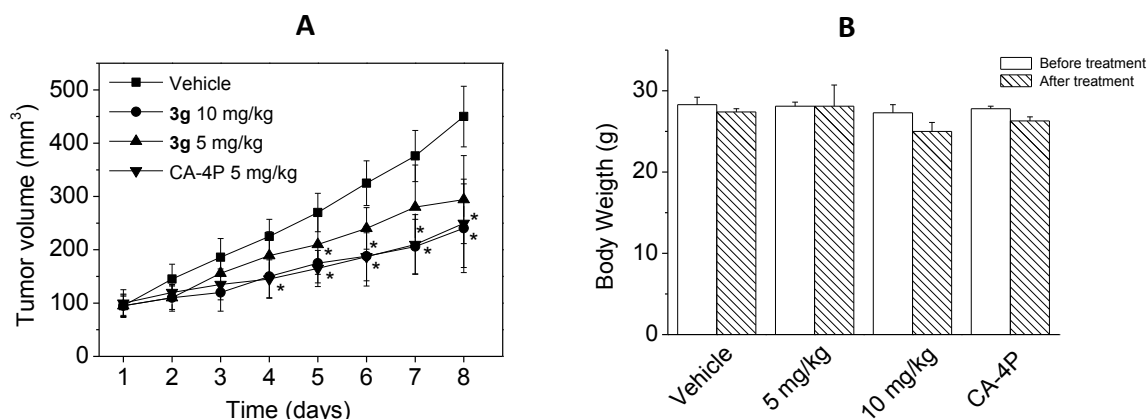 A
Tumor volume (mm³)
500
400
300
200
100
0
Vehicle
3g 10 mg/kg
3g 5 mg/kg
CA-4P 5 mg/kg
*
*
*
*
*
*
*
*
*
1 2 3 4 5 6 7 8
Time (days)
B
Body Weigth (g)
30
20
10
0
Before treatment
After treatment
Vehicle
5 mg/kg
10 mg/kg
CA-4P